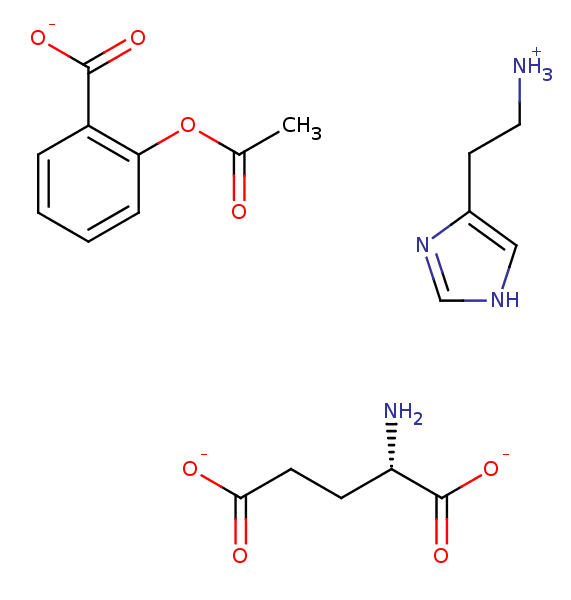 O⁻ O
O CH₃
O
NH₃⁺
N
NH
NH₂
O⁻ O⁻
O O